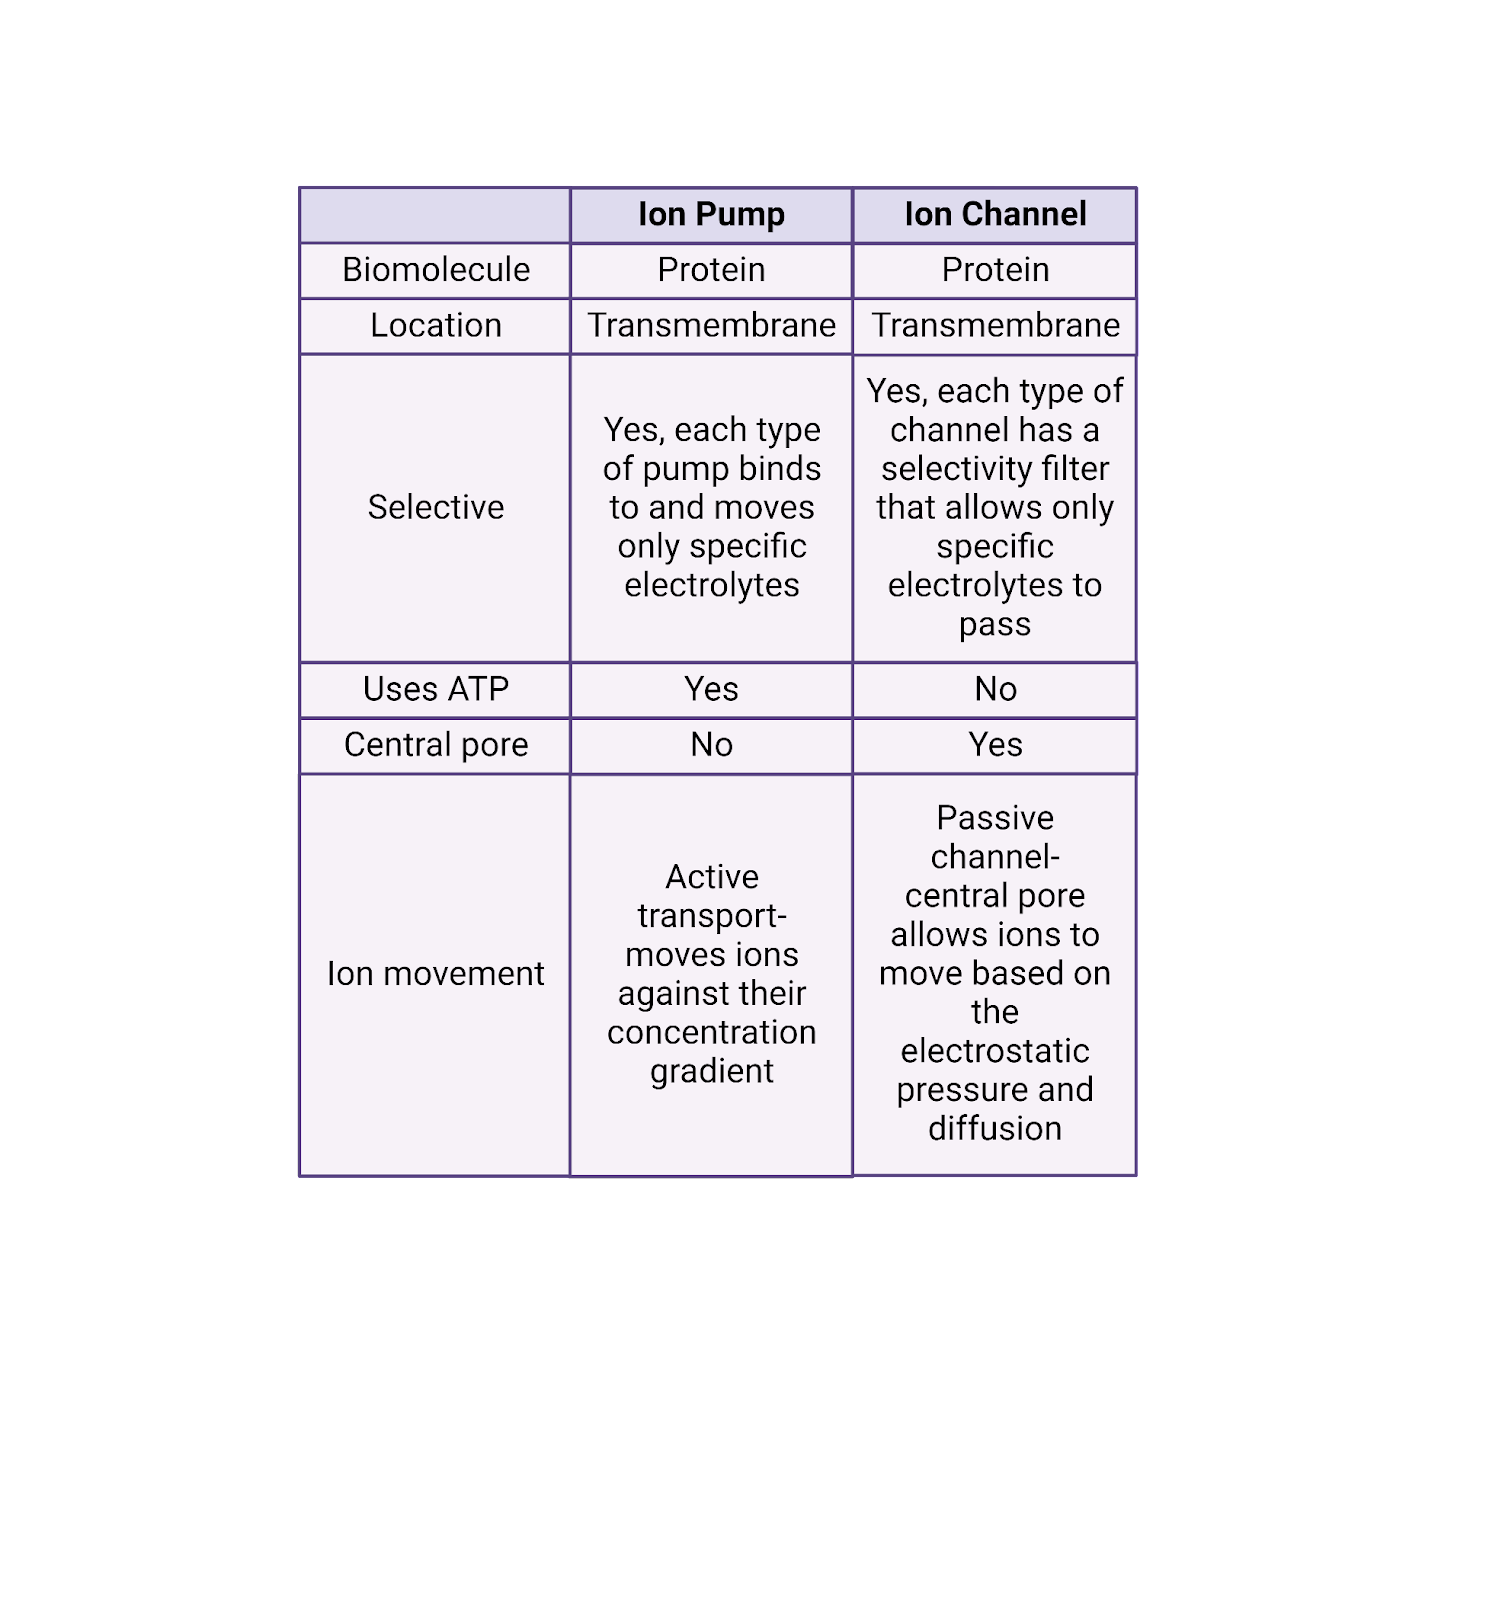 Ion Pump Ion Channel
Biomolecule Protein Protein
Location Transmembrane Transmembrane
Selective
Yes, each type
of pump binds
to and moves
only specific
electrolytes
Yes, each type of
channel has a
selectivity filter
that allows only
specific
electrolytes to
pass
Uses ATP Yes No
Central pore No Yes
Ion movement
Active
transport-
moves ions
against their
concentration
gradient
Passive
channel-
central pore
allows ions to
move based on
the
electrostatic
pressure and
diffusion